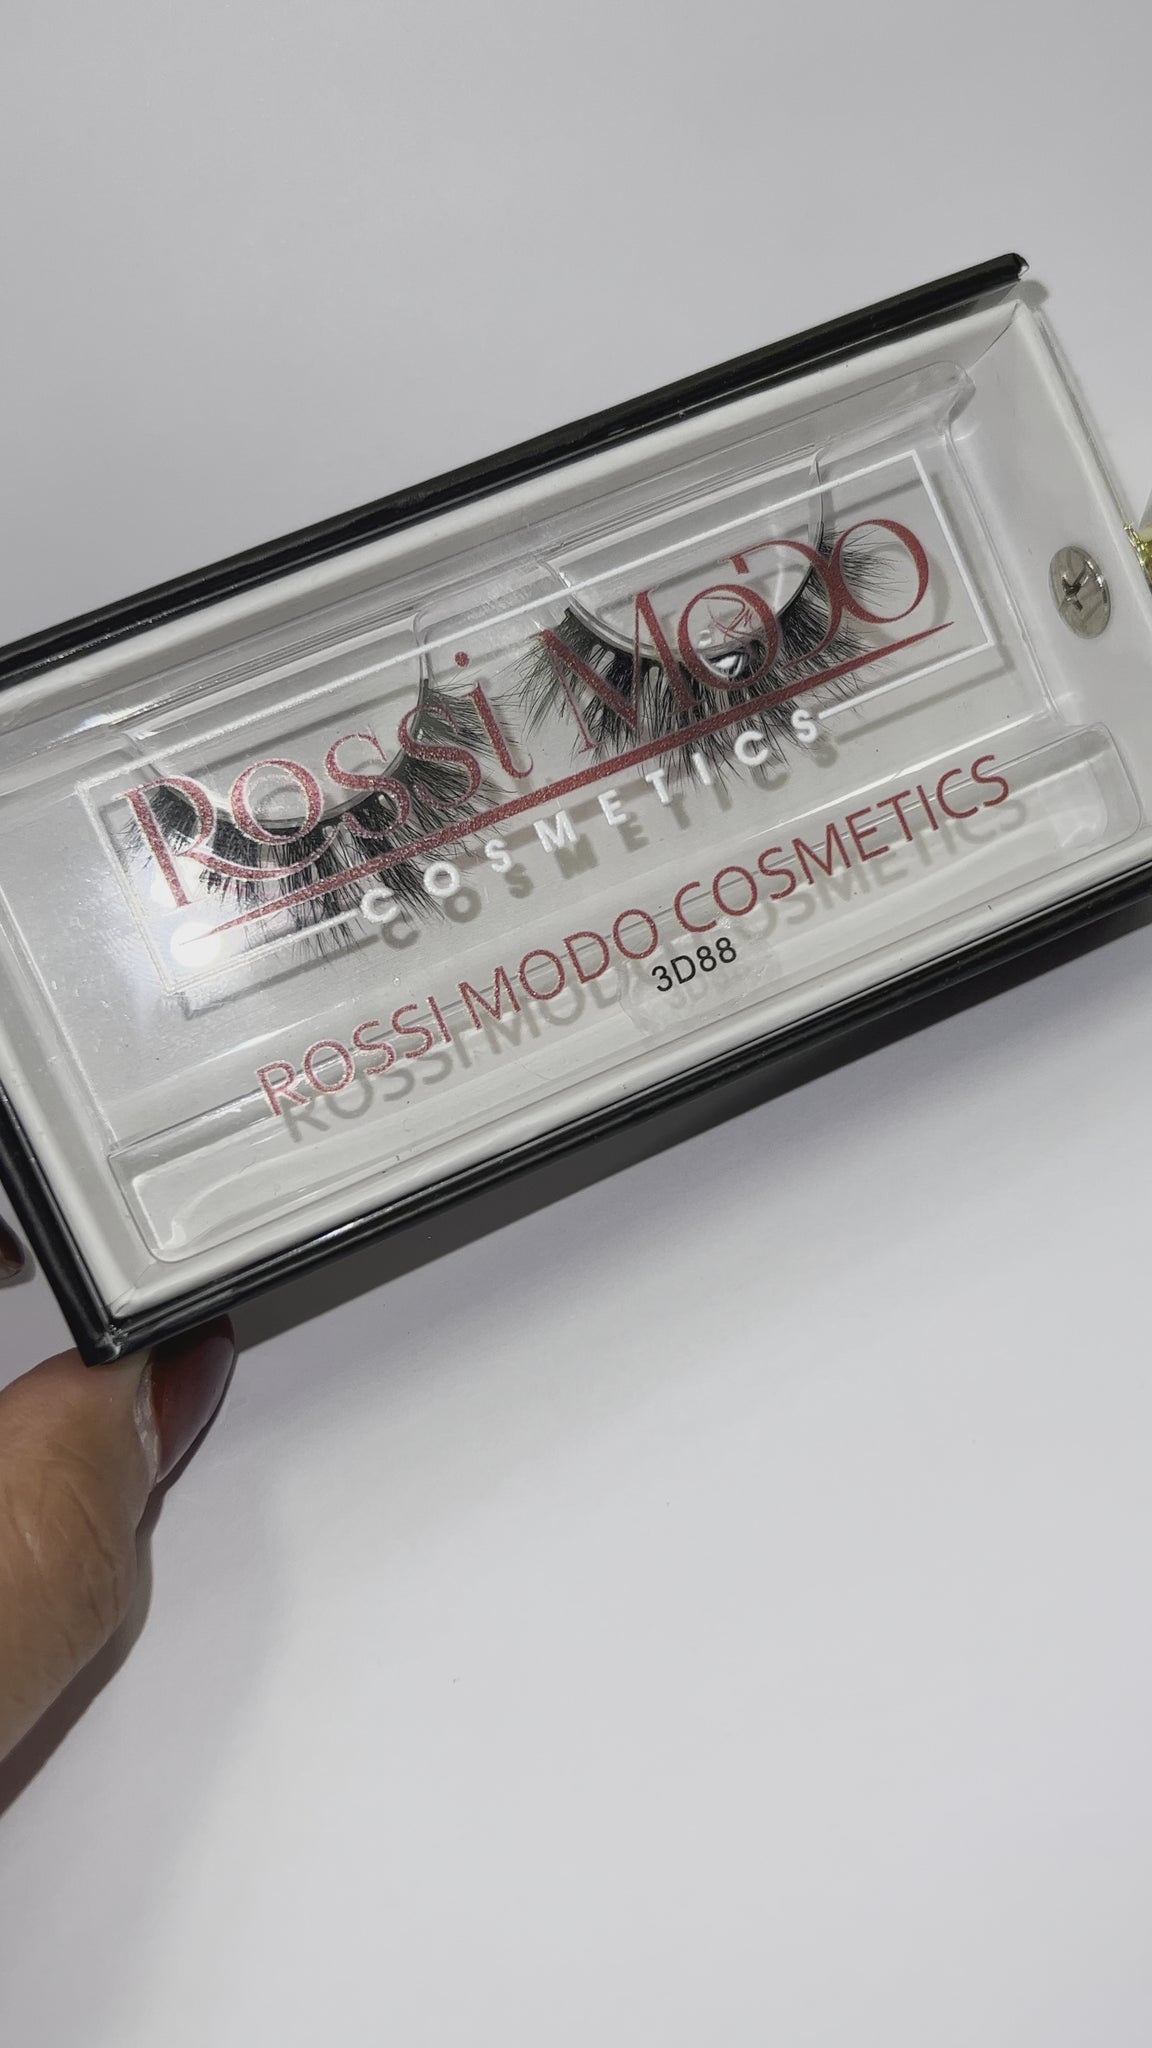 Rossi MoDo
COSMETICS
ROSSI MODO COSMETICS
3D88